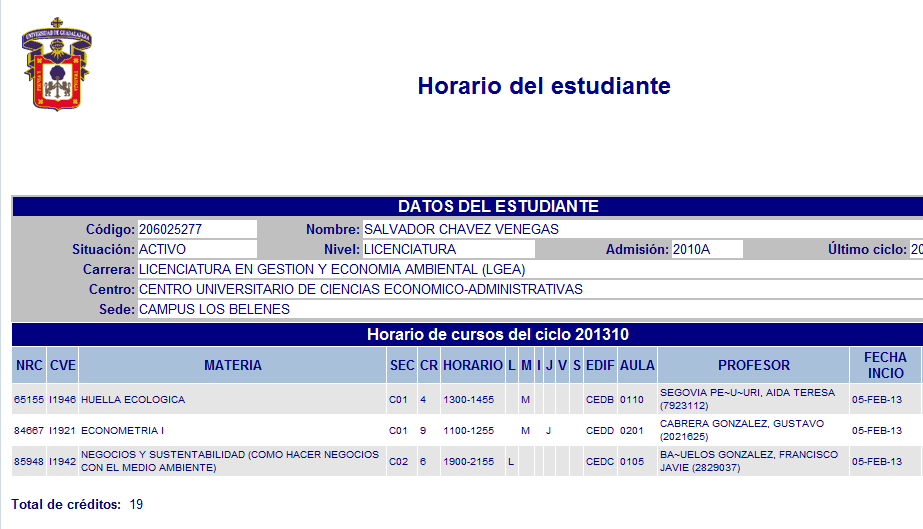 UNIVERSIDAD DE GUADALAJARA
Horario del estudiante
DATOS DEL ESTUDIANTE
Código: 206025277 Nombre: SALVADOR CHAVEZ VENEGAS
Situación: ACTIVO Nivel: LICENCIATURA Admisión: 2010A Último ciclo: 20
Carrera: LICENCIATURA EN GESTION Y ECONOMIA AMBIENTAL (LGEA)
Centro: CENTRO UNIVERSITARIO DE CIENCIAS ECONOMICO-ADMINISTRATIVAS
Sede: CAMPUS LOS BELENES
Horario de cursos del ciclo 201310
NRC CVE MATERIA SEC CR HORARIO L M I J V S EDIF AULA PROFESOR FECHA
INCIO
65155 I1946 HUELLA ECOLOGICA C01 4 1300-1455 M CEDB 0110 SEGOVIA PE~U~URI, AIDA TERESA
(7923112) 05-FEB-13
84667 I1921 ECONOMETRIA I C01 9 1100-1255 M J CEDD 0201 CABRERA GONZALEZ, GUSTAVO
(2021625) 05-FEB-13
85948 I1942 NEGOCIOS Y SUSTENTABILIDAD (COMO HACER NEGOCIOS
CON EL MEDIO AMBIENTE) C02 6 1900-2155 L CEDC 0105 BA~UELOS GONZALEZ, FRANCISCO
JAVIE (2829037) 05-FEB-13
Total de créditos: 19